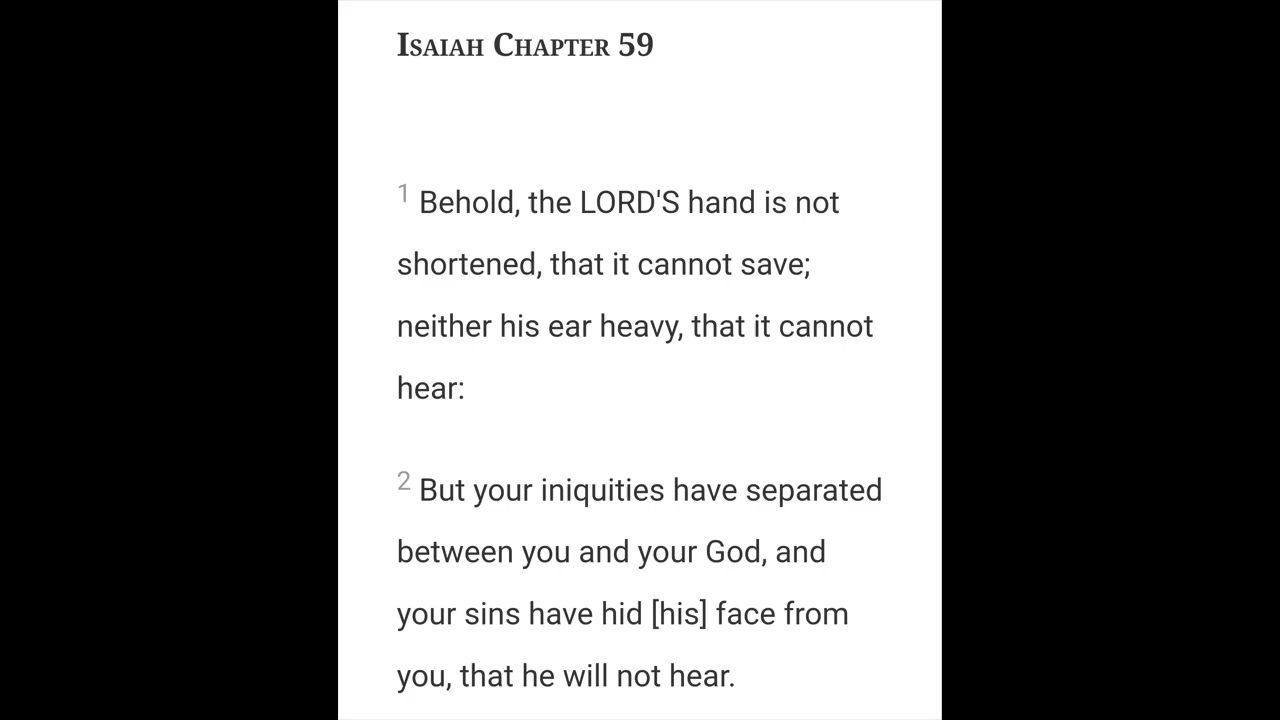 Isaiah Chapter 59
1 Behold, the LORD'S hand is not
shortened, that it cannot save;
neither his ear heavy, that it cannot
hear:
2 But your iniquities have separated
between you and your God, and
your sins have hid [his] face from
you, that he will not hear.